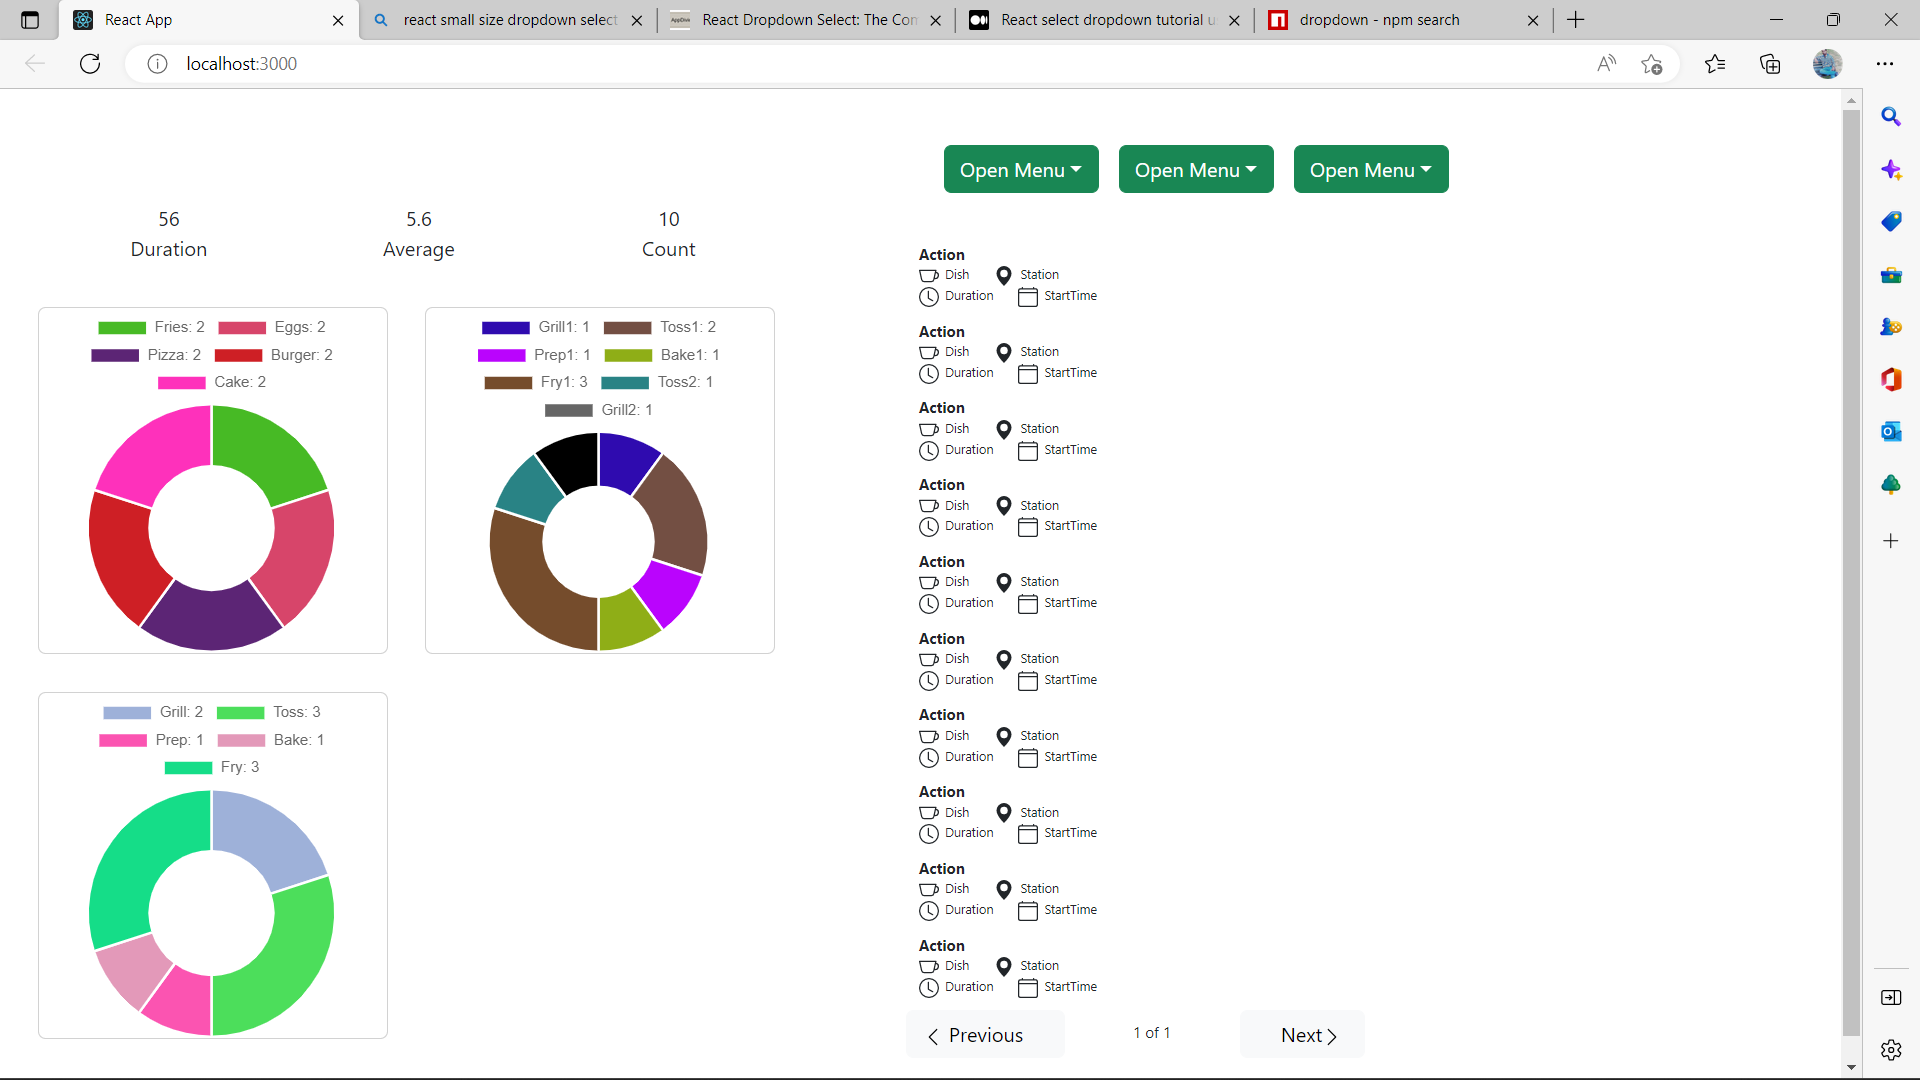 React App
react small size dropdown select
React Dropdown Select: The Con
React select dropdown tutorial u
dropdown - npm search
localhost:3000
Open Menu
Open Menu
Open Menu
56
Duration
5.6
Average
10
Count
Fries: 2 Eggs: 2
Pizza: 2 Burger: 2
Cake: 2
Grill1: 1 Toss1: 2
Prep1: 1 Bake1: 1
Fry1: 3 Toss2: 1
Grill2: 1
Grill: 2 Toss: 3
Prep: 1 Bake: 1
Fry: 3
Action
Dish Station
Duration StartTime
Action
Dish Station
Duration StartTime
Action
Dish Station
Duration StartTime
Action
Dish Station
Duration StartTime
Action
Dish Station
Duration StartTime
Action
Dish Station
Duration StartTime
Action
Dish Station
Duration StartTime
Action
Dish Station
Duration StartTime
Action
Dish Station
Duration StartTime
Action
Dish Station
Duration StartTime
Previous 1 of 1 Next